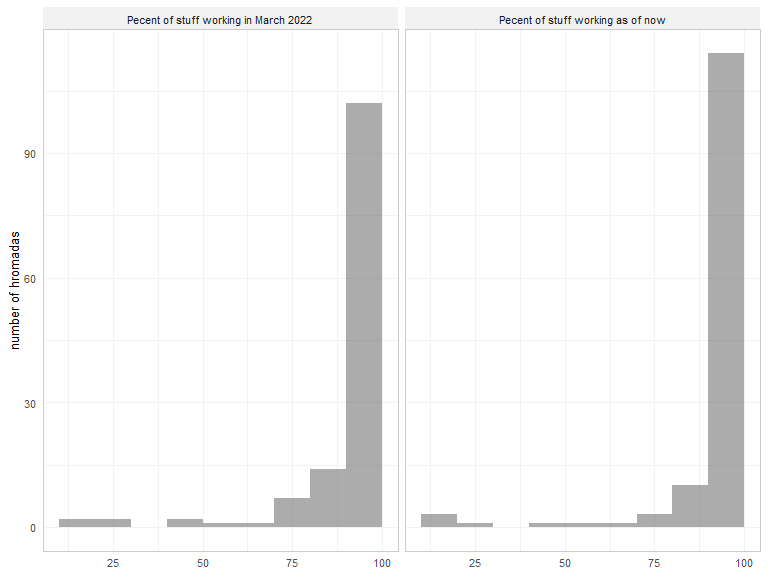 Pecent of stuff working in March 2022
Pecent of stuff working as of now
number of hromadas
90
60
30
0
25 50 75 100
25 50 75 100